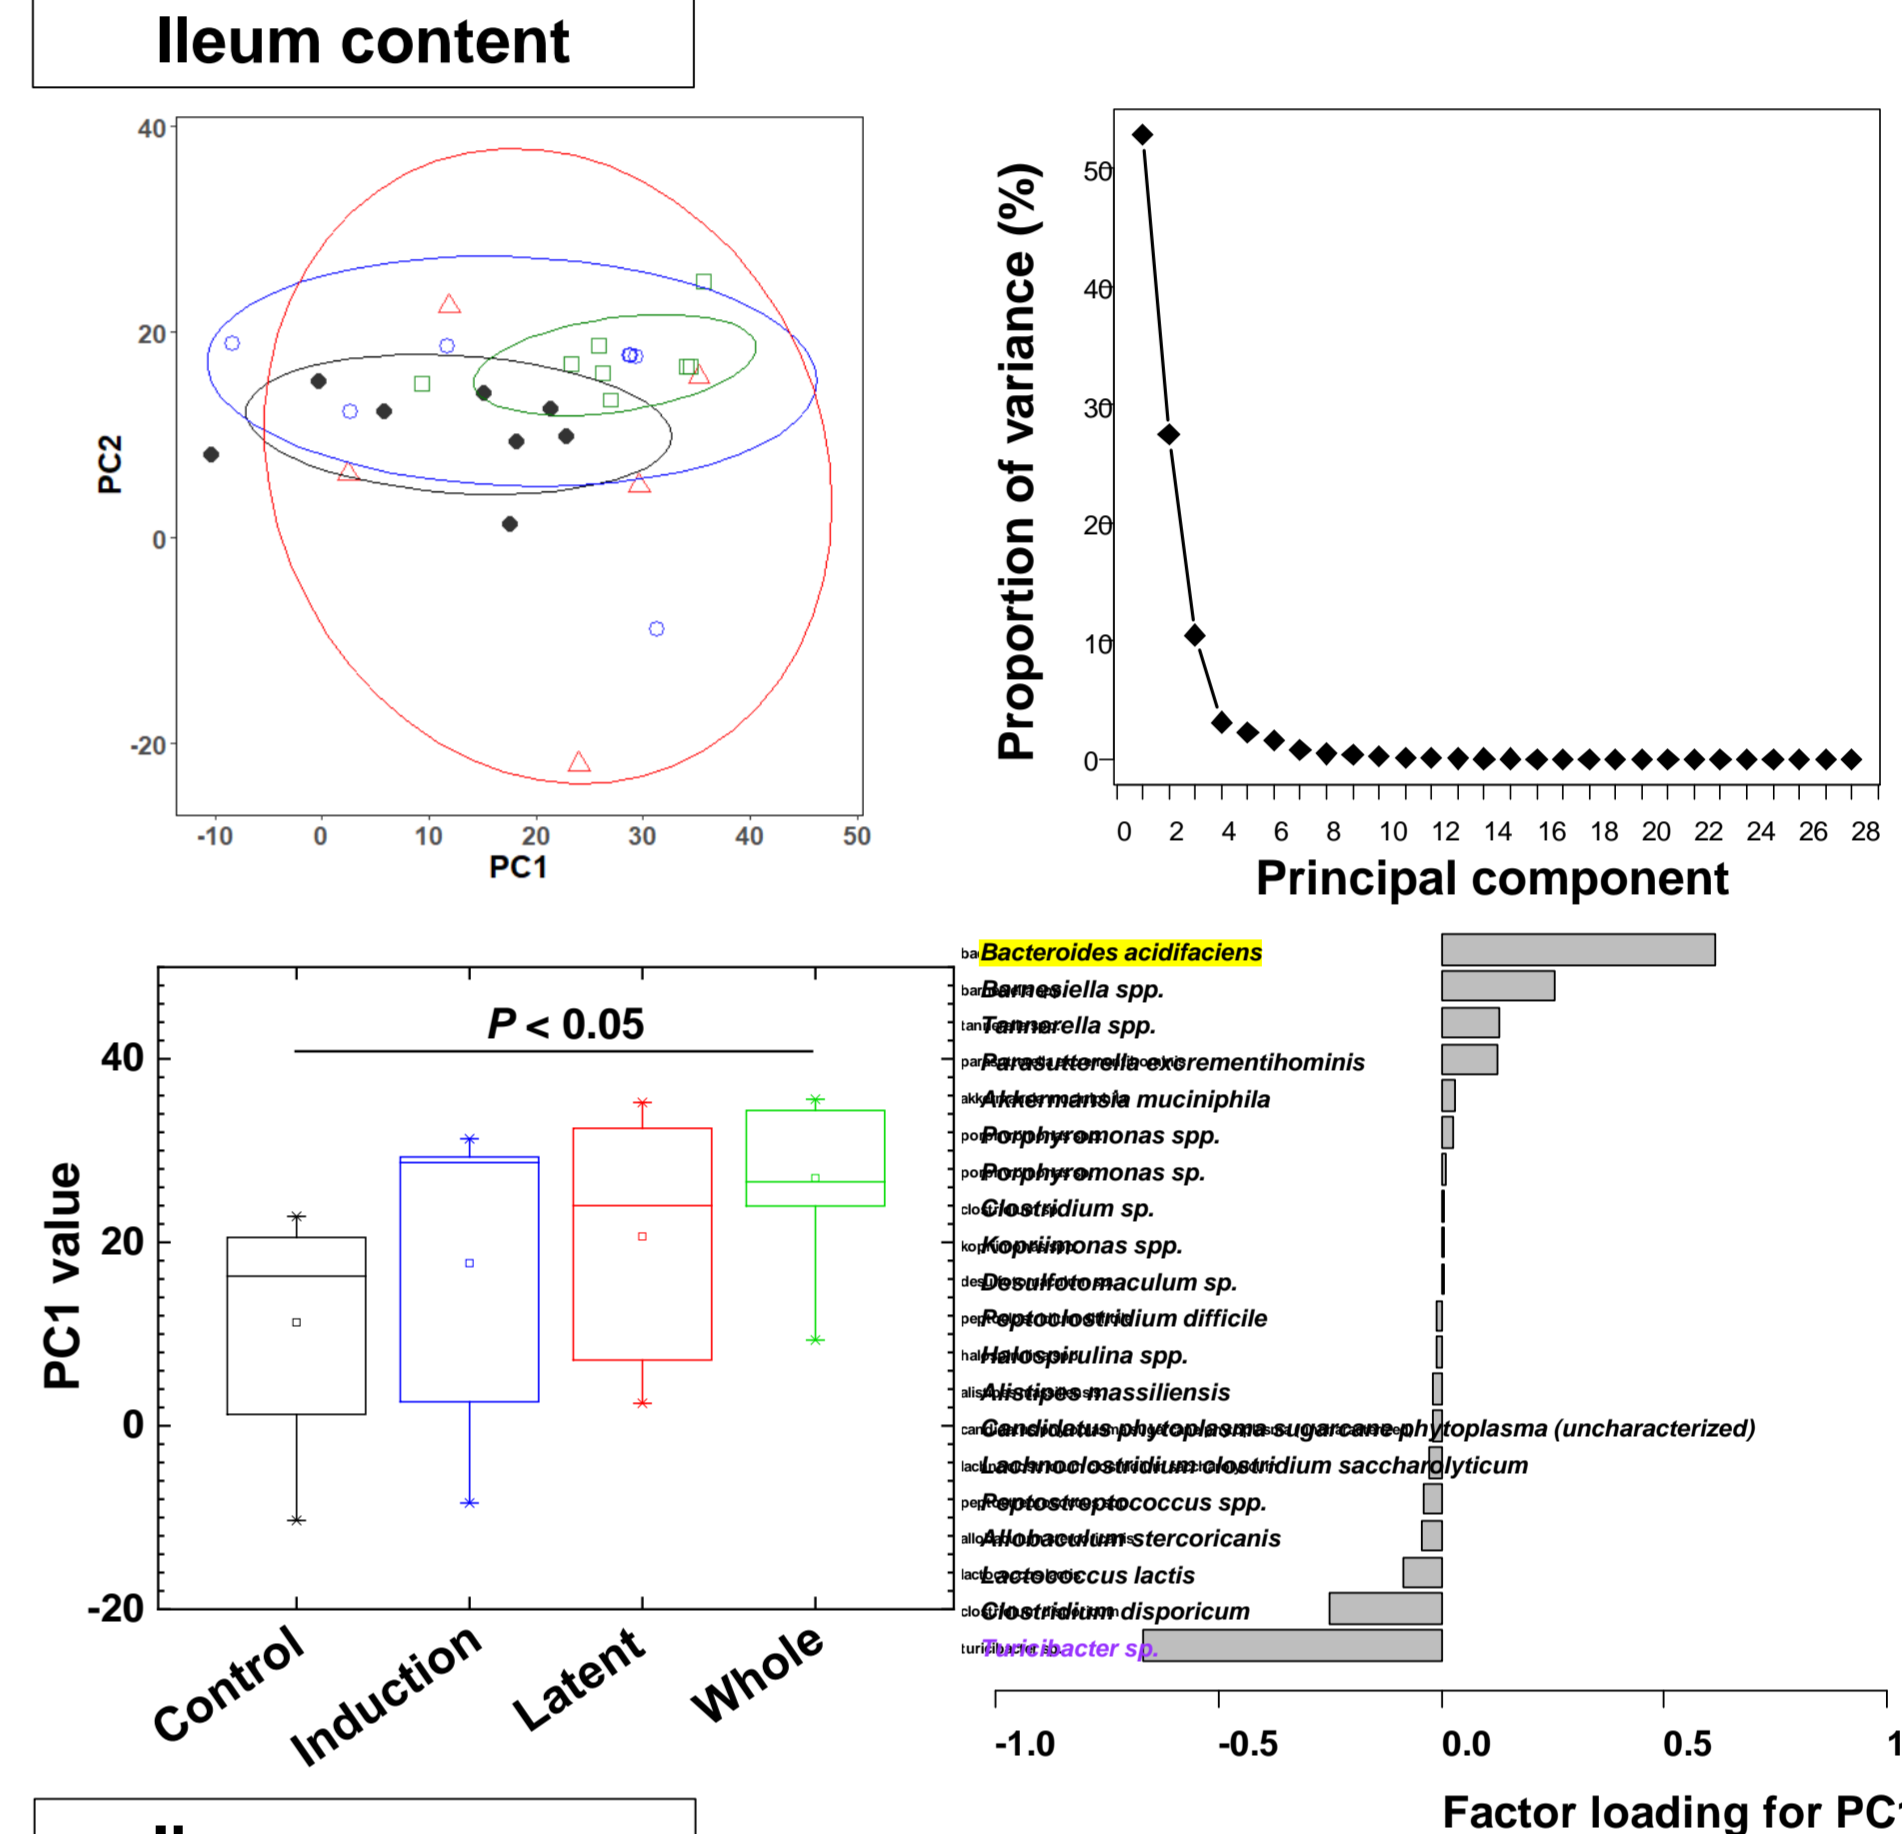 Ileum content
40
20
0
-20
PC2
-10 0 10 20 30 40 50
PC1
Proportion of variance (%)
50
40
30
20
10
0
0 2 4 6 8 10 12 14 16 18 20 22 24 26 28
Principal component
PC1 value
40
20
0
-20
P < 0.05
Control
Induction
Latent
Whole
Bacteroides acidifaciens
Barnesiella spp.
Tannerella spp.
Parasutterella excrementihominis
Akkermansia muciniphila
Porphyromonas spp.
Porphyromonas sp.
Clostridium sp.
Kopriimonas spp.
Desulfotomaculum sp.
Peptoclostridium difficile
Halospirulina spp.
Alistipes massiliensis
Candidatus phytoplasma sugarcane phytoplasma (uncharacterized)
Lachnoclostridium clostridium saccharolyticum
Peptostreptococcus spp.
Allobaculum stercoricanis
Lactococcus lactis
Clostridium disporicum
Turicibacter sp.
-1.0 -0.5 0.0 0.5 1
Factor loading for PC1